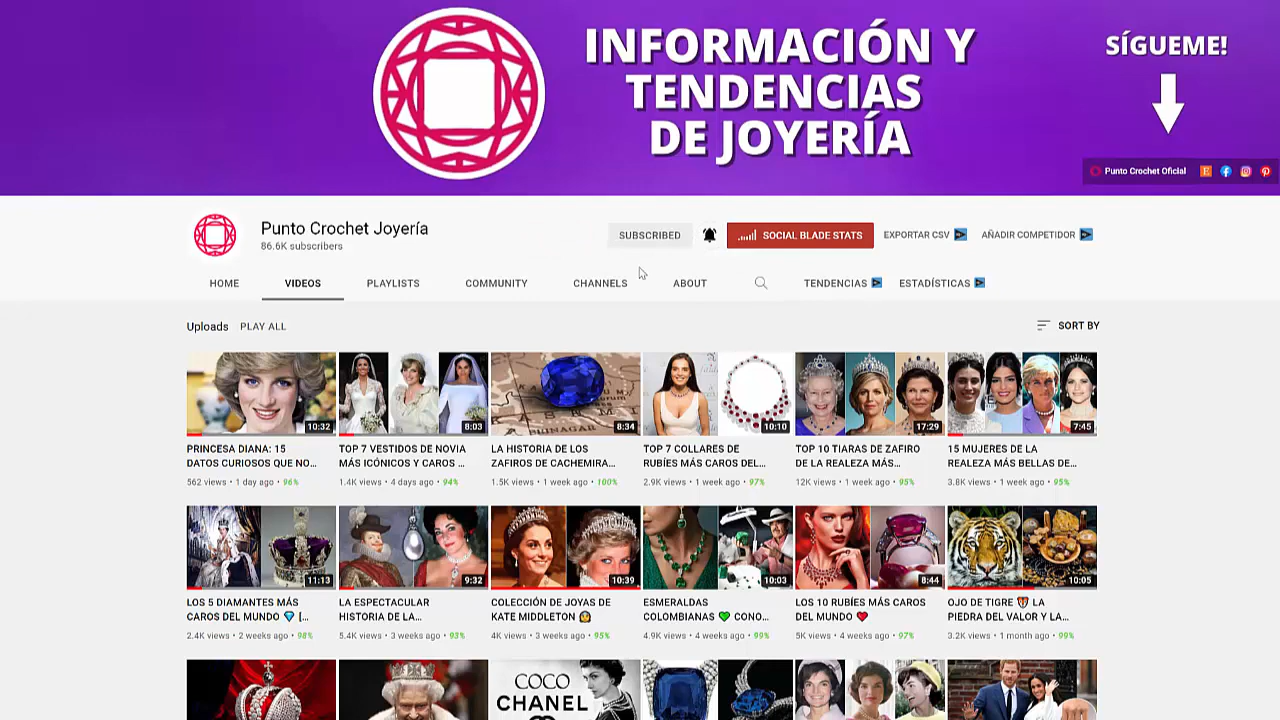 INFORMACIÓN Y
TENDENCIAS
DE JOYERÍA
SÍGUEME!
Punto Crochet Oficial
Punto Crochet Joyería
86.6K subscribers
SUBSCRIBED
SOCIAL BLADE STATS
EXPORTAR CSV
AÑADIR COMPETIDOR
HOME
VIDEOS
PLAYLISTS
COMMUNITY
CHANNELS
ABOUT
TENDENCIAS
ESTADÍSTICAS
Uploads
PLAY ALL
SORT BY
10:32
8:03
8:34
10:10
17:29
7:45
PRINCESA DIANA: 15
DATOS CURIOSOS QUE NO...
562 views • 1 day ago • 96%
TOP 7 VESTIDOS DE NOVIA
MÁS ICÓNICOS Y CAROS ...
1.4K views • 4 days ago • 94%
LA HISTORIA DE LOS
ZAFIROS DE CACHEMIRA...
1.5K views • 1 week ago • 100%
TOP 7 COLLARES DE
RUBÍES MÁS CAROS DEL...
2.9K views • 1 week ago • 97%
TOP 10 TIARAS DE ZAFIRO
DE LA REALEZA MÁS...
12K views • 1 week ago • 95%
15 MUJERES DE LA
REALEZA MÁS BELLAS DE...
3.8K views • 1 week ago • 95%
11:13
9:32
10:39
10:03
8:44
10:05
LOS 5 DIAMANTES MÁS
CAROS DEL MUNDO 💎 [...
2.4K views • 2 weeks ago • 98%
LA ESPECTACULAR
HISTORIA DE LA...
5.4K views • 3 weeks ago • 93%
COLECCIÓN DE JOYAS DE
KATE MIDDLETON 👸
4K views • 3 weeks ago • 95%
ESMERALDAS
COLOMBIANAS 💚 CONO...
4.9K views • 4 weeks ago • 99%
LOS 10 RUBÍES MÁS CAROS
DEL MUNDO ❤️
5K views • 4 weeks ago • 97%
OJO DE TIGRE 🐯 LA
PIEDRA DEL VALOR Y LA...
3.2K views • 1 month ago • 99%
COCO
CHANEL